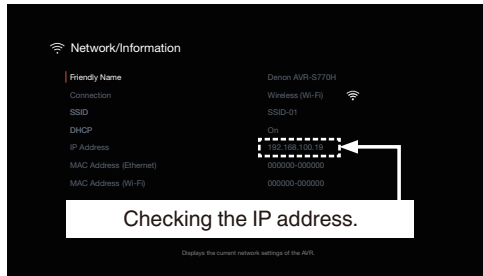 Network/Information
Friendly Name Denon AVR-S770H
Connection Wireless (Wi-Fi)
SSID SSID-01
DHCP On
IP Address 192.168.100.19
MAC Address (Ethernet) 000000-000000
MAC Address (Wi-Fi) 000000-000000
Checking the IP address.
Displays the current network settings of the AVR.